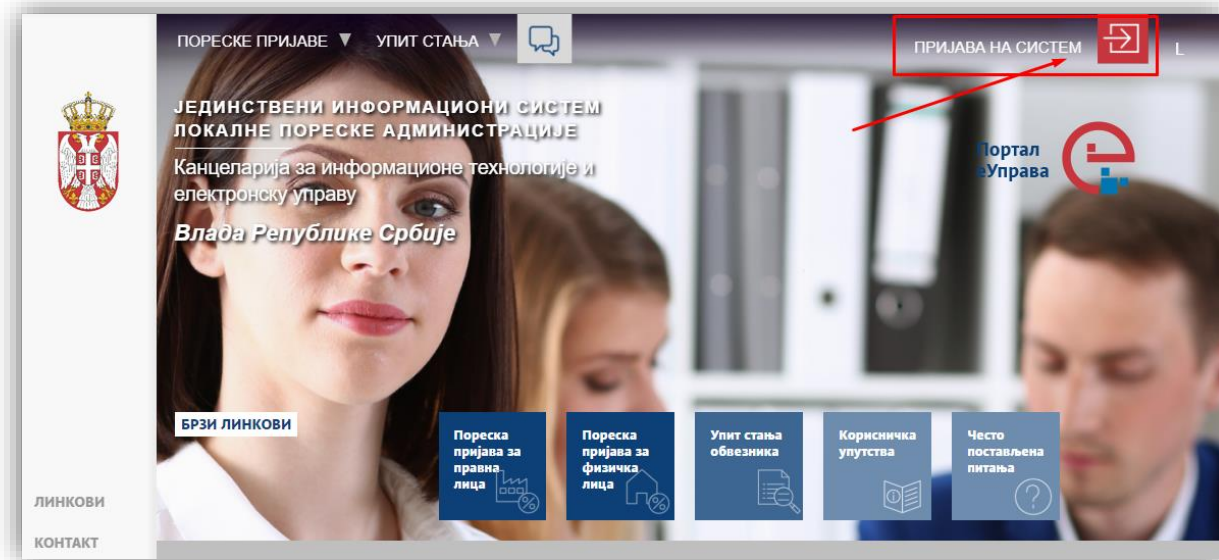 ПОРЕСКЕ ПРИЈАВЕ ▼ УПИТ СТАЊА ▼
ПРИЈАВА НА СИСТЕМ L
ЈЕДИНСТВЕНИ ИНФОРМАЦИОНИ СИСТЕМ
ЛОКАЛНЕ ПОРЕСКЕ АДМИНИСТРАЦИЈЕ
Канцеларија за информационе технологије и
електронску управу
Влада Републике Србије
Портал
еУправа
БРЗИ ЛИНКОВИ
Пореска
пријава за
правна
лица
Пореска
пријава за
физичка
лица
Упит стања
обвезника
Корисничка
упутства
Често
постављена
питања
ЛИНКОВИ
КОНТАКТ